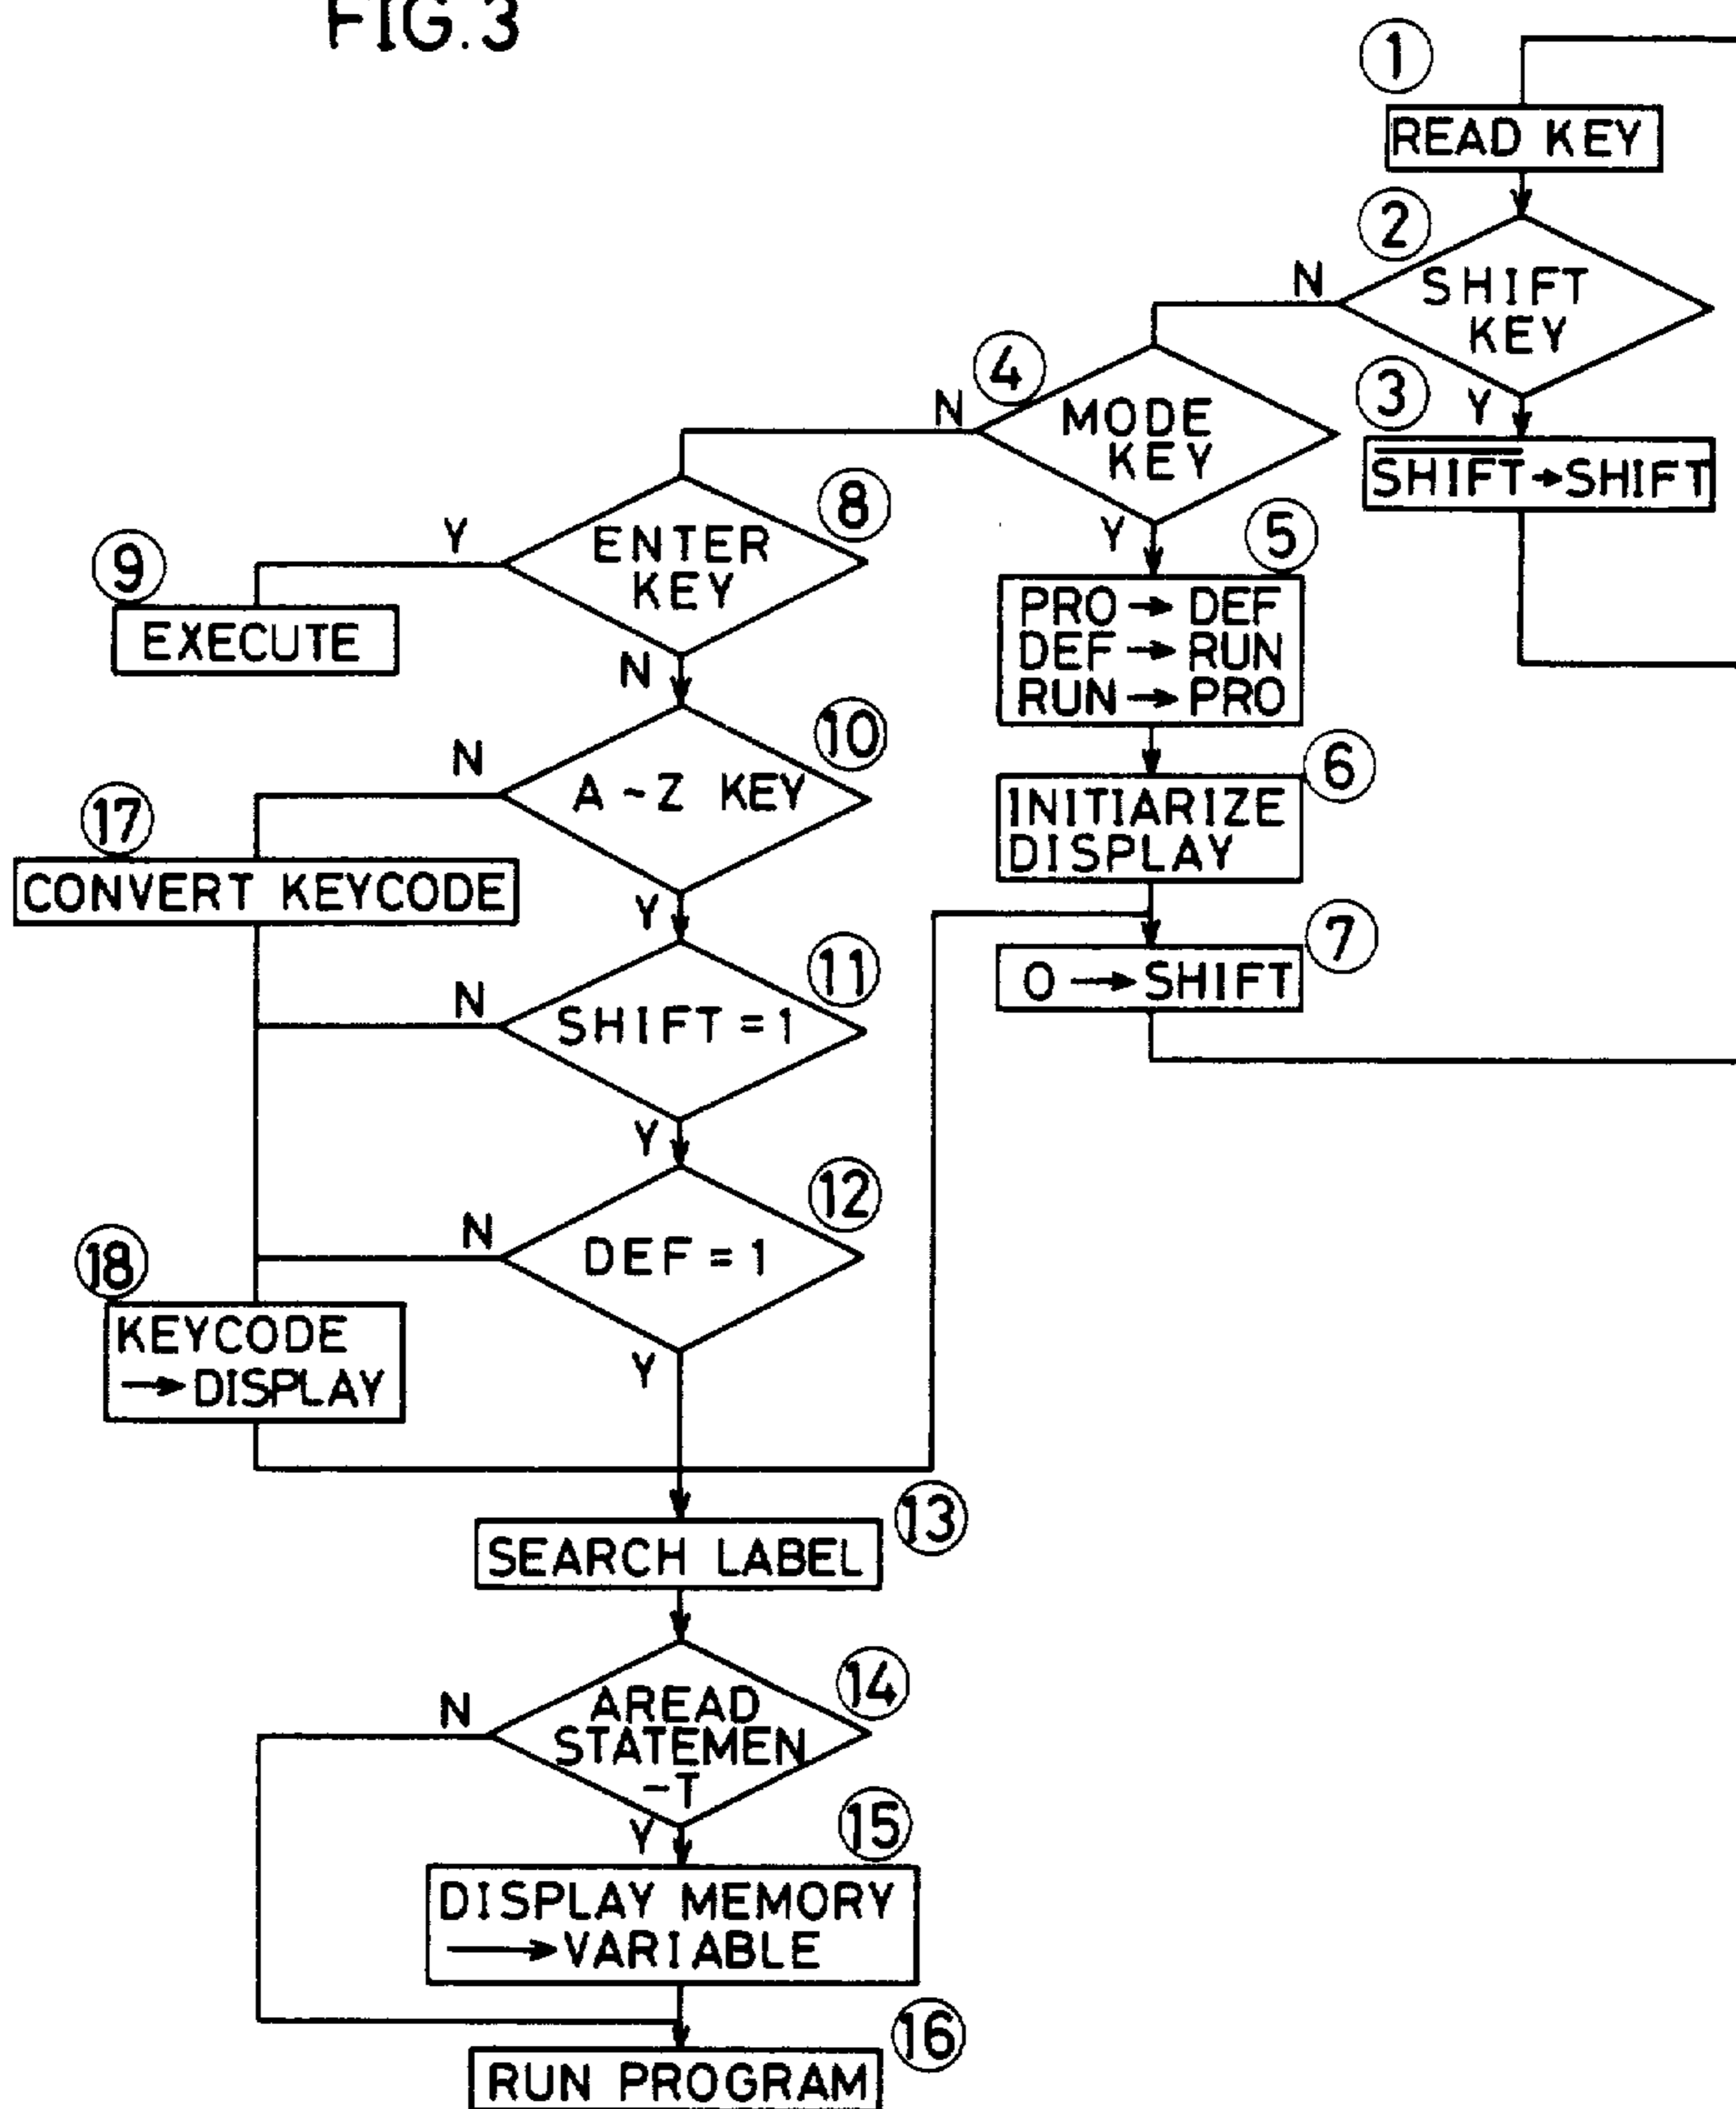 FIG.3
1
READ KEY
2
SHIFT
KEY
N
3
Y
SHIFT→SHIFT
4
MODE
KEY
N
Y
5
PRO → DEF
DEF → RUN
RUN → PRO
6
INITIARIZE
DISPLAY
7
0 → SHIFT
8
ENTER
KEY
Y
N
9
EXECUTE
10
A ~ Z KEY
N
Y
17
CONVERT KEYCODE
11
SHIFT = 1
N
Y
12
DEF = 1
N
Y
18
KEYCODE
→ DISPLAY
13
SEARCH LABEL
14
AREAD
STATEMEN
-T
N
Y
15
DISPLAY MEMORY
→ VARIABLE
16
RUN PROGRAM